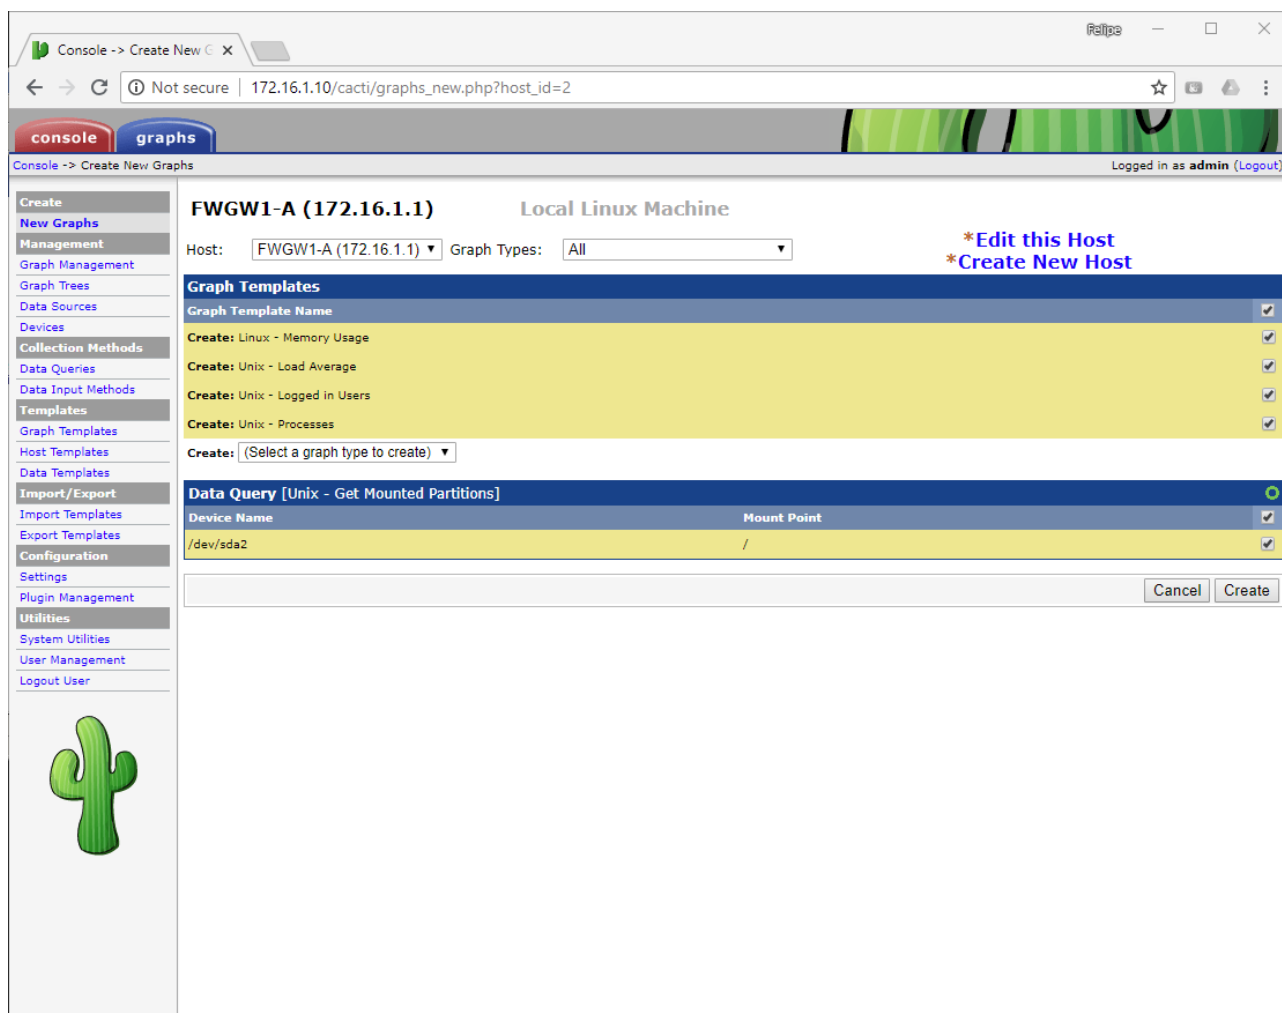 Felipe
Console -> Create New G
Not secure | 172.16.1.10/cacti/graphs_new.php?host_id=2
console graphs
Console -> Create New Graphs
Logged in as admin (Logout)
Create
New Graphs
Management
Graph Management
Graph Trees
Data Sources
Devices
Collection Methods
Data Queries
Data Input Methods
Templates
Graph Templates
Host Templates
Data Templates
Import/Export
Import Templates
Export Templates
Configuration
Settings
Plugin Management
Utilities
System Utilities
User Management
Logout User
FWGW1-A (172.16.1.1) Local Linux Machine
Host: FWGW1-A (172.16.1.1) Graph Types: All
*Edit this Host
*Create New Host
Graph Templates
Graph Template Name
Create: Linux - Memory Usage
Create: Unix - Load Average
Create: Unix - Logged in Users
Create: Unix - Processes
Create: (Select a graph type to create)
Data Query [Unix - Get Mounted Partitions]
Device Name Mount Point
/dev/sda2 /
Cancel Create